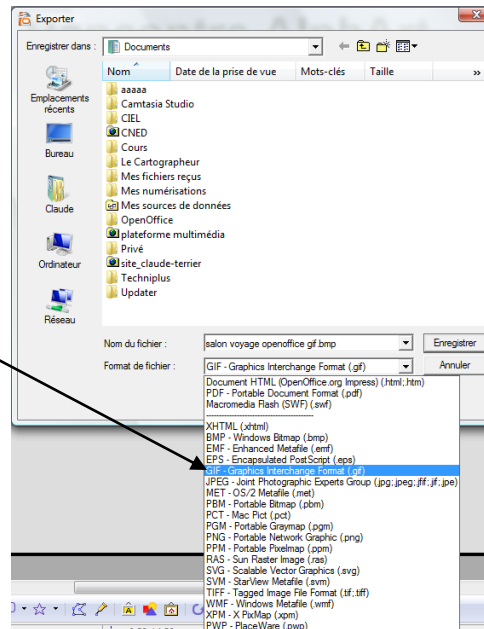 Exporter
Enregistrer dans : Documents
Nom Date de la prise de vue Mots-clés Taille »
Emplacements récents
Bureau
Claude
Ordinateur
Réseau
aaaaa
Camtasia Studio
CIEL
CNED
Cours
Le Cartographeur
Mes fichiers reçus
Mes numérisations
Mes sources de données
OpenOffice
plateforme multimédia
Privé
site_claude-terrier
Techniplus
Updater
Nom du fichier : salon voyage openoffice gif.bmp Enregistrer
Format de fichier : GIF - Graphics Interchange Format (.gif) Annuler
Document HTML (OpenOffice.org Impress) (.html;.htm)
PDF - Portable Document Format (.pdf)
Macromedia Flash (SWF) (.swf)
XHTML (.xhtml)
BMP - Windows Bitmap (.bmp)
EMF - Enhanced Metafile (.emf)
EPS - Encapsulated PostScript (.eps)
GIF - Graphics Interchange Format (.gif)
JPEG - Joint Photographic Experts Group (.jpg;.jpeg;.jfif;.jif;.jpe)
MET - OS/2 Metafile (.met)
PBM - Portable Bitmap (.pbm)
PCT - Mac Pict (.pct)
PGM - Portable Graymap (.pgm)
PNG - Portable Network Graphic (.png)
PPM - Portable Pixelmap (.ppm)
RAS - Sun Raster Image (.ras)
SVG - Scalable Vector Graphics (.svg)
SVM - StarView Metafile (.svm)
TIFF - Tagged Image File Format (.tif;.tiff)
WMF - Windows Metafile (.wmf)
XPM - X PixMap (.xpm)
PWP - PlaceWare (.pwp)